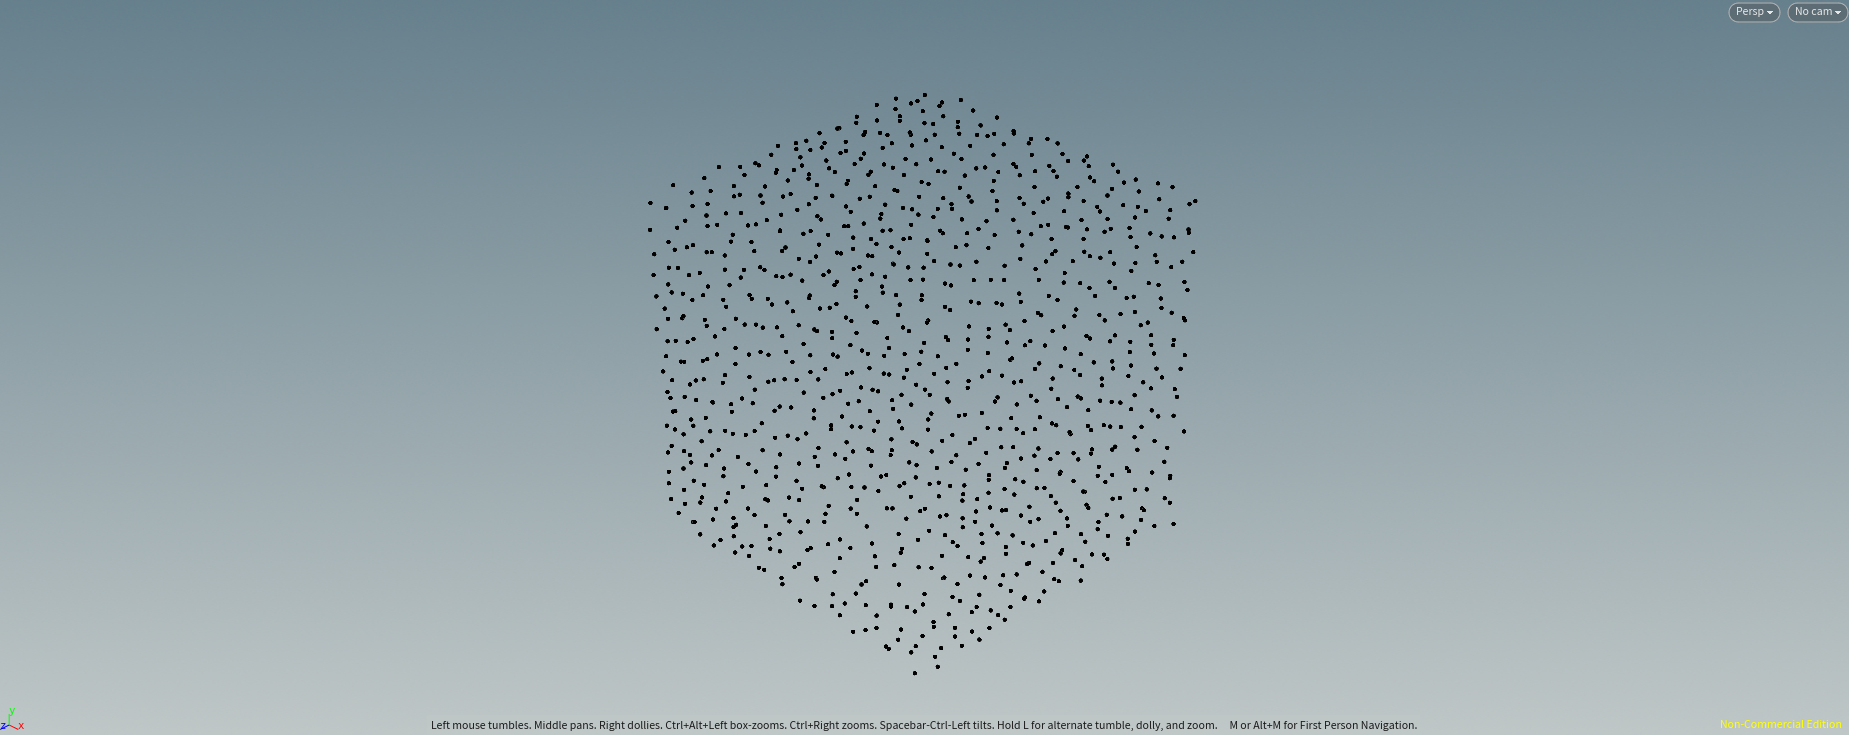 Persp
No cam
y
z
x
Left mouse tumbles. Middle pans. Right dollies. Ctrl+Alt+Left box-zooms. Ctrl+Right zooms. Spacebar-Ctrl-Left tilts. Hold L for alternate tumble, dolly, and zoom. M or Alt+M for First Person Navigation.
Non-Commercial Edition